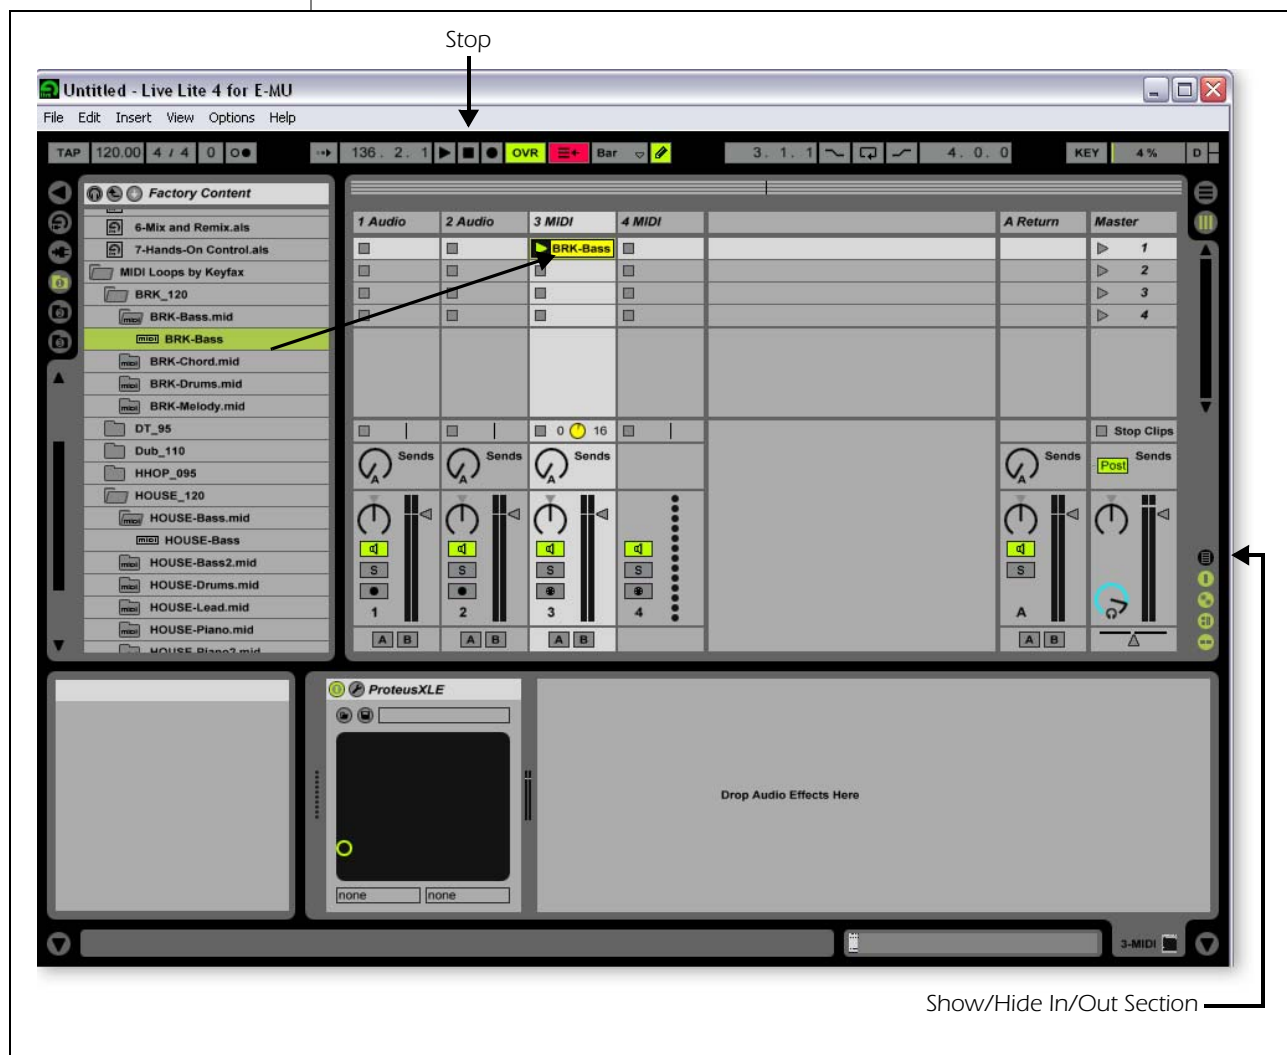 Stop
Untitled - Live Lite 4 for E-MU
File Edit Insert View Options Help
TAP 120.00 4 / 4 0 136. 2. 1 OVR Bar 3. 1. 1 4. 0. 0 KEY 4 % D
Factory Content
6-Mix and Remix.als
7-Hands-On Control.als
MIDI Loops by Keyfax
BRK_120
BRK-Bass.mid
midi BRK-Bass
BRK-Chord.mid
BRK-Drums.mid
BRK-Melody.mid
DT_95
Dub_110
HHOP_095
HOUSE_120
HOUSE-Bass.mid
midi HOUSE-Bass
HOUSE-Bass2.mid
HOUSE-Drums.mid
HOUSE-Lead.mid
HOUSE-Piano.mid
HOUSE-Piano2.mid
1 Audio 2 Audio 3 MIDI 4 MIDI A Return Master
BRK-Bass 1
2
3
4
0 16 Stop Clips
Sends Sends Sends Sends Post Sends
A A A A
S S S S S
1 2 3 4 A
A B A B A B A B
ProteusXLE
none none
Drop Audio Effects Here
3-MIDI
Show/Hide In/Out Section